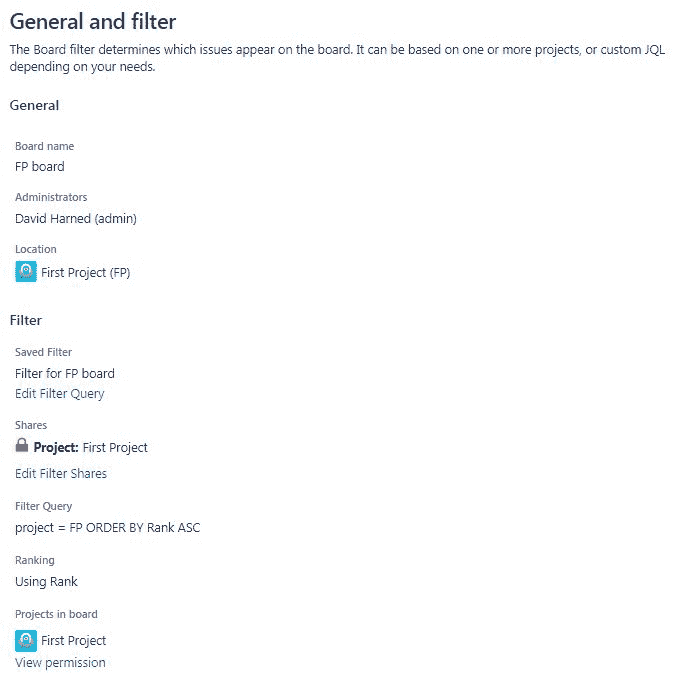 General and filter
The Board filter determines which issues appear on the board. It can be based on one or more projects, or custom JQL
depending on your needs.
General
Board name
FP board
Administrators
David Harned (admin)
Location
First Project (FP)
Filter
Saved Filter
Filter for FP board
Edit Filter Query
Shares
Project: First Project
Edit Filter Shares
Filter Query
project = FP ORDER BY Rank ASC
Ranking
Using Rank
Projects in board
First Project
View permission